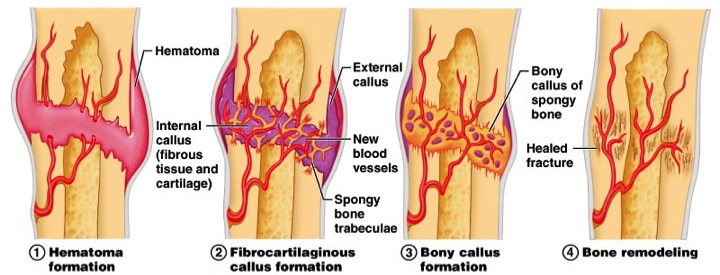 Hematoma
Internal
callus
(fibrous
tissue and
cartilage)
External
callus
New
blood
vessels
Spongy
bone
trabeculae
Bony
callus of
spongy
bone
Healed
fracture
① Hematoma
formation
② Fibrocartilaginous
callus formation
③ Bony callus
formation
④ Bone remodeling